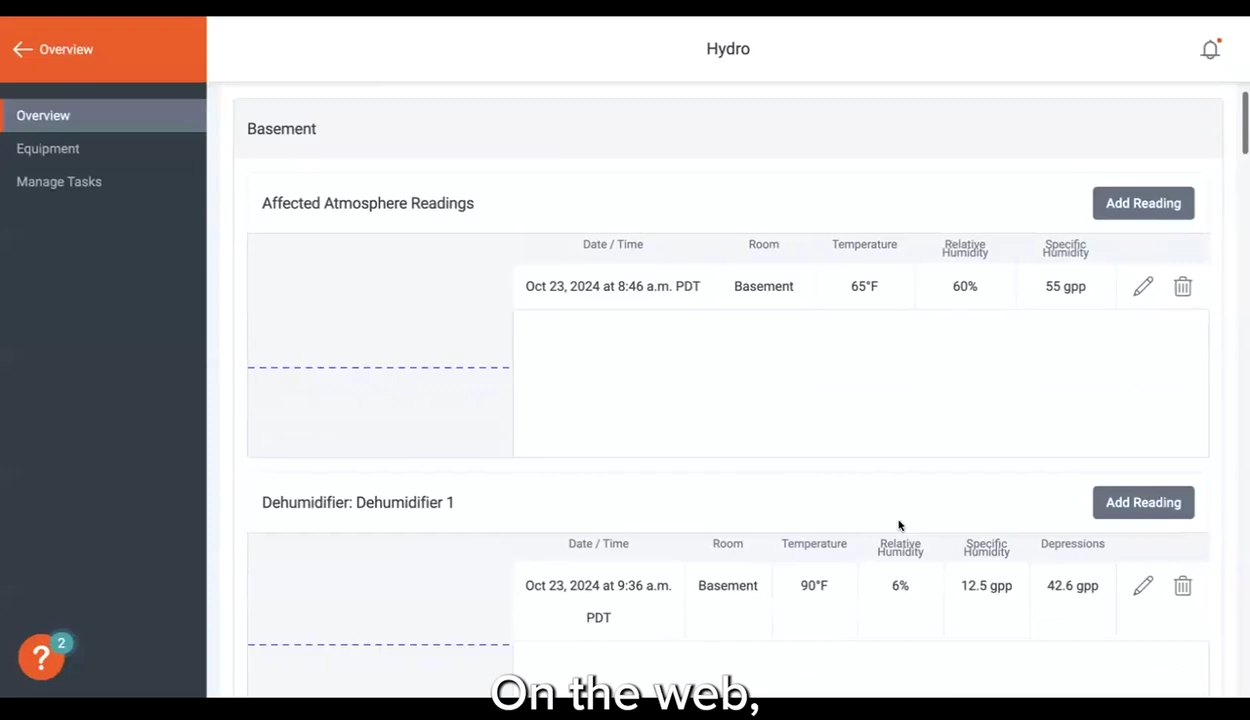 Overview
Hydro
Overview
Equipment
Manage Tasks
Basement
Affected Atmosphere Readings
Add Reading
Date / Time Room Temperature Relative Humidity Specific Humidity
Oct 23, 2024 at 8:46 a.m. PDT Basement 65°F 60% 55 gpp
Dehumidifier: Dehumidifier 1
Add Reading
Date / Time Room Temperature Relative Humidity Specific Humidity Depressions
Oct 23, 2024 at 9:36 a.m. PDT Basement 90°F 6% 12.5 gpp 42.6 gpp
? 2
On the web,